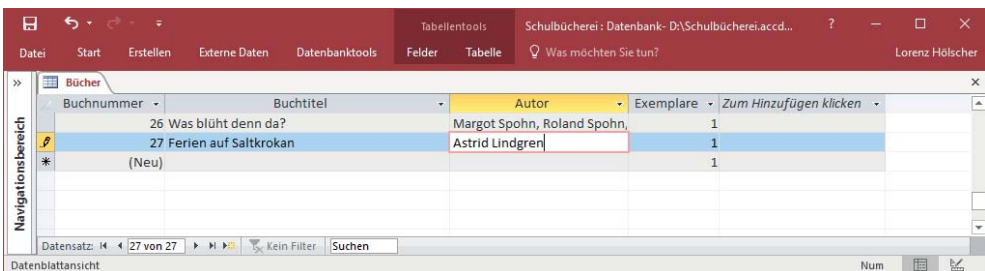 Tabellentools Schulbücherei : Datenbank- D:\Schulbücherei.accd... ?
Datei Start Erstellen Externe Daten Datenbanktools Felder Tabelle Was möchten Sie tun? Lorenz Hölscher
Bücher
Buchnummer Buchtitel Autor Exemplare Zum Hinzufügen klicken
26 Was blüht denn da? Margot Spohn, Roland Spohn, 1
27 Ferien auf Saltkrokan Astrid Lindgren 1
(Neu) 1
Navigationsbereich
Datensatz: 27 von 27 Kein Filter Suchen
Datenblattansicht Num